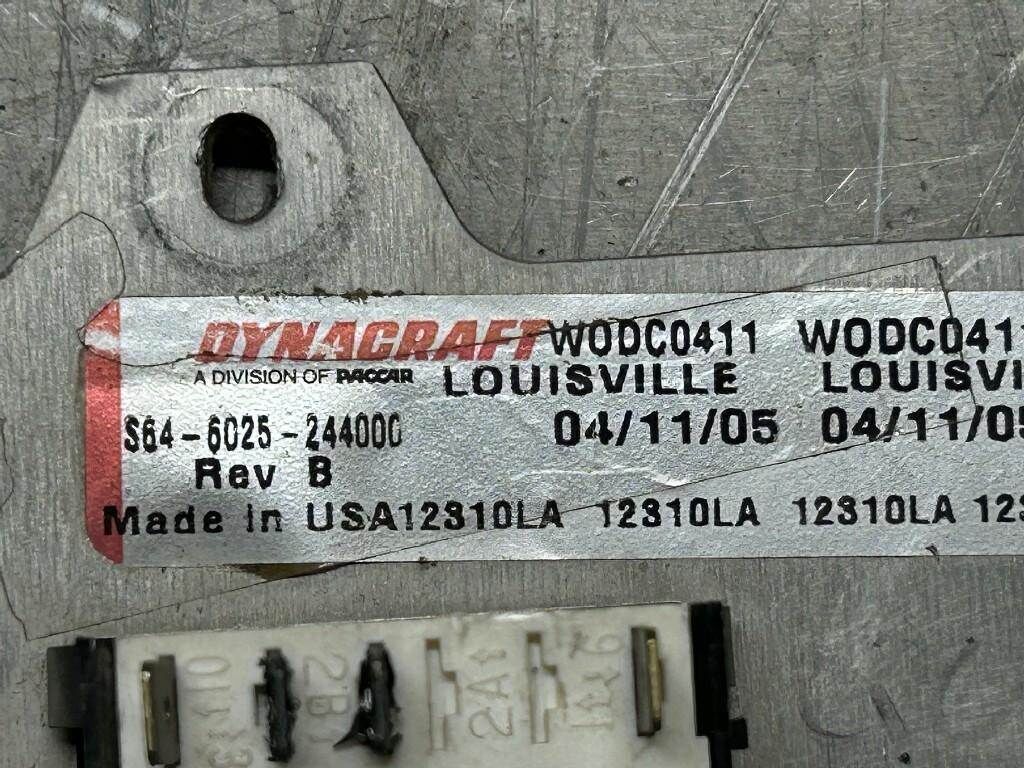 DYNACRAFT WODC0411 WODC0411
A DIVISION OF PACCAR LOUISVILLE LOUISVI
S64-6025-244000 04/11/05 04/11/05
Rev B
Made in USA12310LA 12310LA 12310LA 123